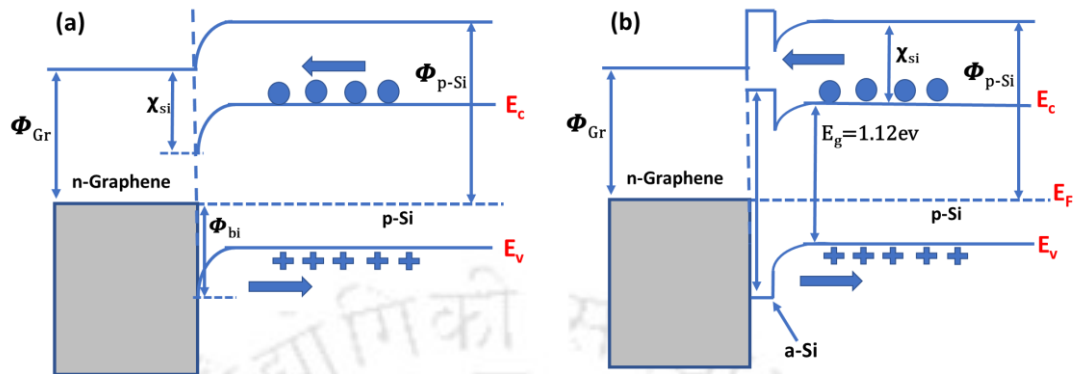 (a)
Φp-Si
χsi
Ec
ΦGr
n-Graphene
Φbi
p-Si
Ev
(b)
χsi
Φp-Si
Ec
ΦGr
Eg=1.12ev
n-Graphene
EF
p-Si
Ev
a-Si
द्योगिकी